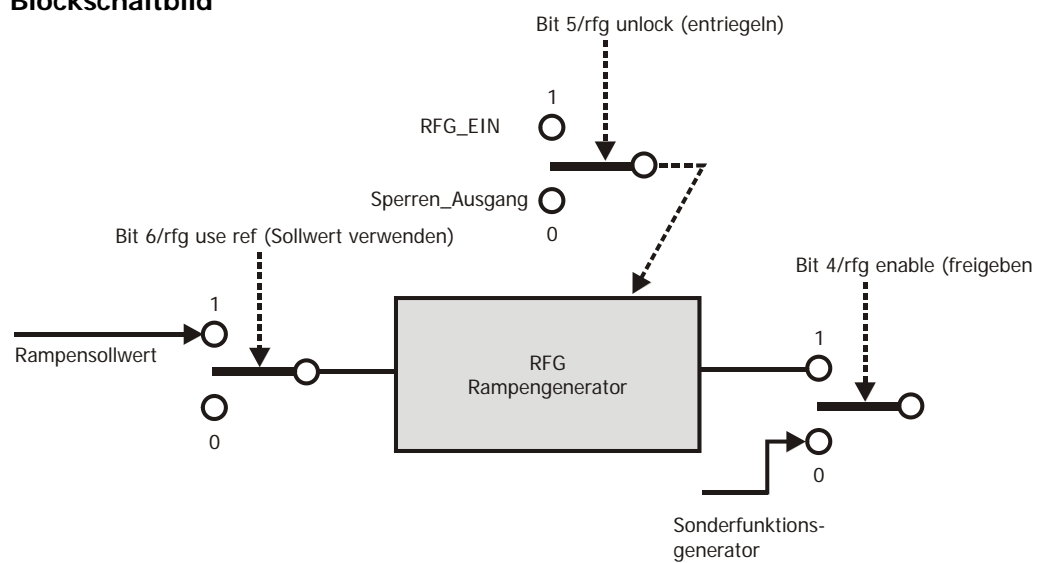 Blockschaltbild
Bit 5/rfg unlock (entriegeln)
1
RFG_EIN
Sperren_Ausgang
0
Bit 6/rfg use ref (Sollwert verwenden)
Bit 4/rfg enable (freigeben
1
Rampensollwert
0
RFG
Rampengenerator
1
0
Sonderfunktions-
generator